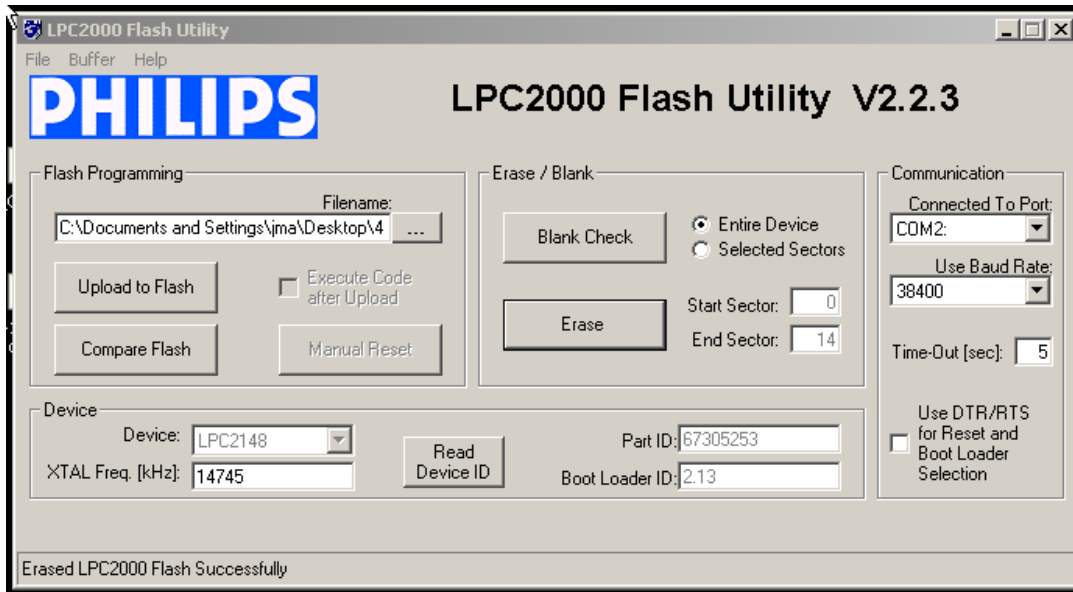 LPC2000 Flash Utility
File Buffer Help
PHILIPS
LPC2000 Flash Utility V2.2.3
Flash Programming
Filename:
C:\Documents and Settings\jma\Desktop\4
...
Upload to Flash
Execute Code
after Upload
Compare Flash
Manual Reset
Erase / Blank
Blank Check
Entire Device
Selected Sectors
Erase
Start Sector: 0
End Sector: 14
Communication
Connected To Port:
COM2:
Use Baud Rate:
38400
Time-Out [sec]: 5
Use DTR/RTS
for Reset and
Boot Loader
Selection
Device
Device: LPC2148
XTAL Freq. [kHz]: 14745
Read
Device ID
Part ID: 67305253
Boot Loader ID: 2.13
Erased LPC2000 Flash Successfully